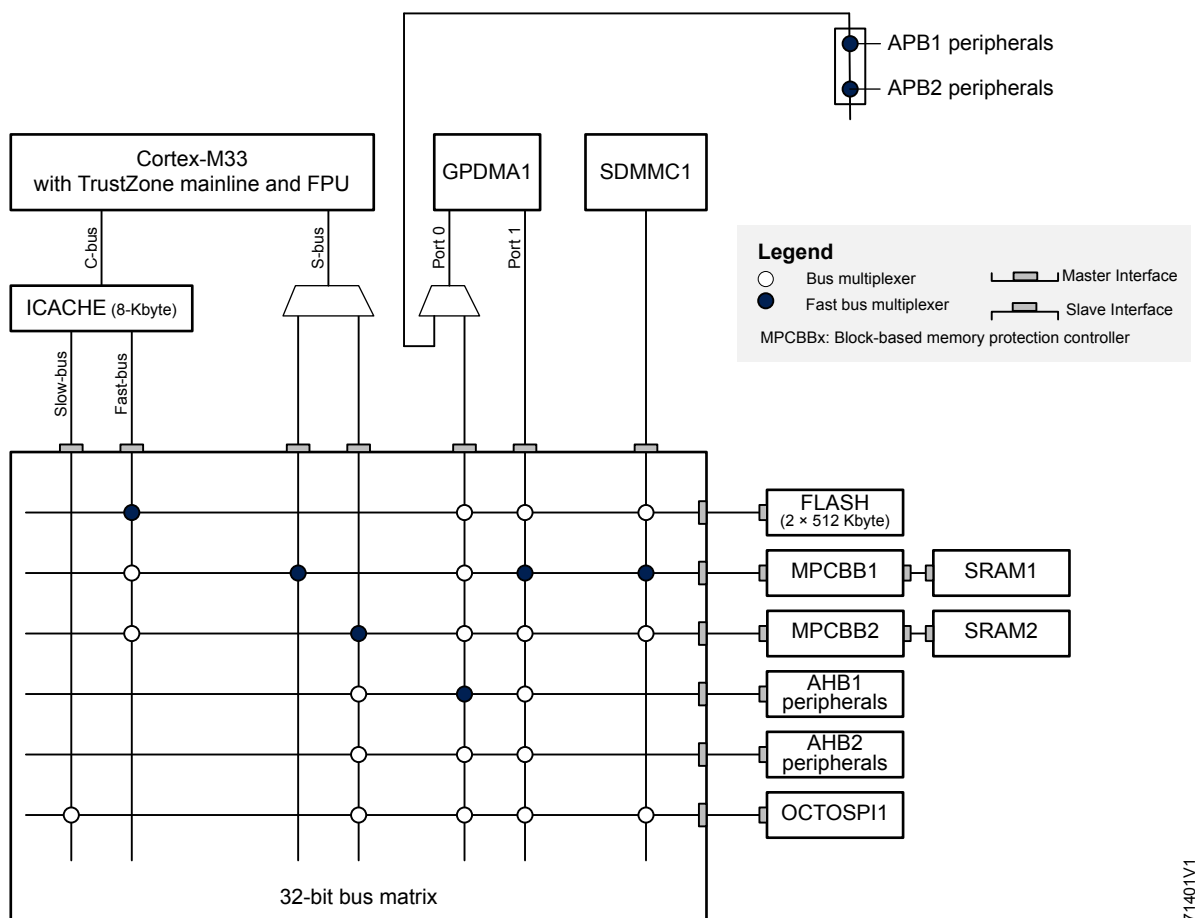 APB1 peripherals
APB2 peripherals
Cortex-M33
with TrustZone mainline and FPU
GPDMA1
SDMMC1
C-bus
S-bus
Port 0
Port 1
Legend
Bus multiplexer
Fast bus multiplexer
Master Interface
Slave Interface
MPCBBx: Block-based memory protection controller
ICACHE (8-Kbyte)
Slow-bus
Fast-bus
FLASH
(2 × 512 Kbyte)
MPCBB1
SRAM1
MPCBB2
SRAM2
AHB1
peripherals
AHB2
peripherals
OCTOSPI1
32-bit bus matrix
71401V1